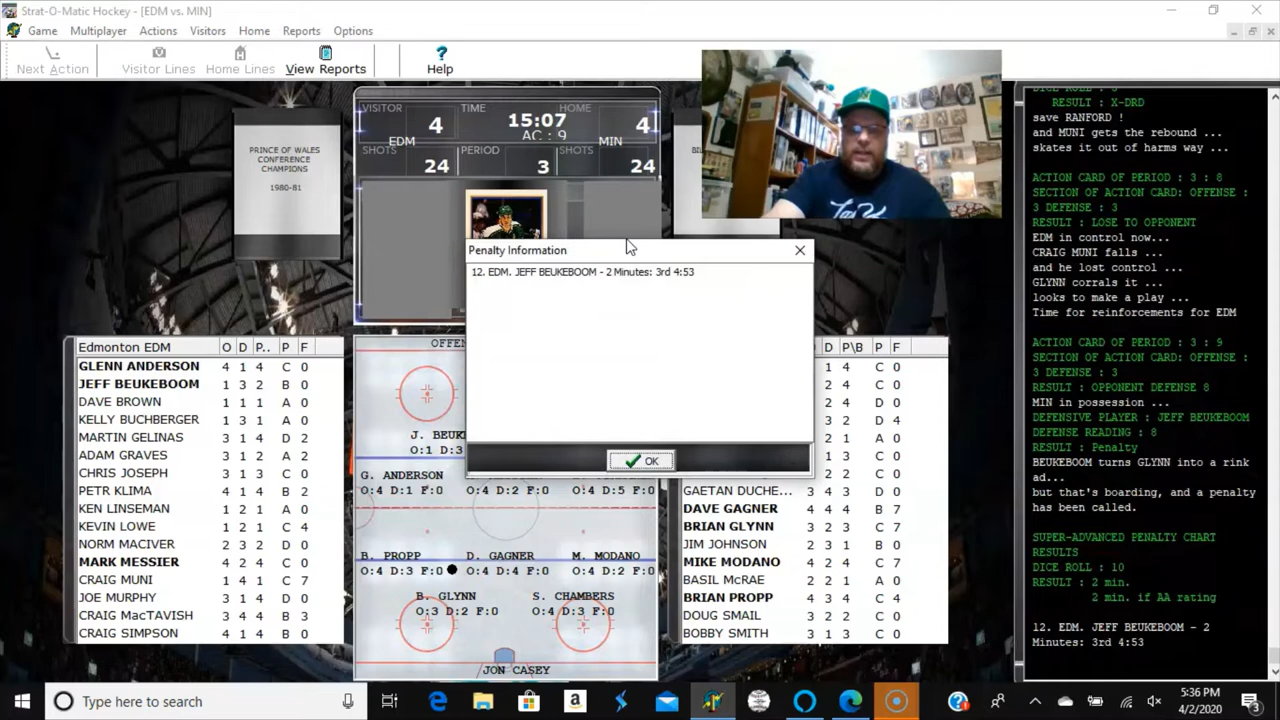 Strat-O-Matic Hockey - [EDM vs. MIN]
Game Multiplayer Actions Visitors Home Reports Options
Next Action Visitor Lines Home Lines View Reports Help
VISITOR TIME HOME
EDM 4 15:07 MIN 4
AC : 9
SHOTS PERIOD SHOTS
24 3 24
PRINCE OF WALES
CONFERENCE
CHAMPIONS
1980-81
Penalty Information
12. EDM. JEFF BEUKEBOOM - 2 Minutes: 3rd 4:53
OK
Edmonton EDM O D P.. P F
GLENN ANDERSON 4 1 4 C 0
JEFF BEUKEBOOM 1 3 2 B 0
DAVE BROWN 1 1 1 A 0
KELLY BUCHBERGER 1 3 1 A 0
MARTIN GELINAS 3 1 4 D 2
ADAM GRAVES 3 1 3 A 2
CHRIS JOSEPH 3 1 3 C 0
PETR KLIMA 4 1 4 B 2
KEN LINSEMAN 1 2 1 A 0
KEVIN LOWE 1 2 1 C 4
NORM MACIVER 2 3 2 D 0
MARK MESSIER 4 2 4 C 0
CRAIG MUNI 1 4 1 C 7
JOE MURPHY 3 1 4 D 0
CRAIG MacTAVISH 3 4 4 B 3
CRAIG SIMPSON 4 1 4 B 0
OFFEN
J. BEUK
O:1 D:3
G. ANDERSON
O:4 D:1 F:0 O:4 D:2 F:0 O:4 D:5 F:0
B. PROPP D. GAGNER M. MODANO
O:4 D:3 F:0 O:4 D:4 F:0 O:4 D:2 F:0
B. GLYNN S. CHAMBERS
O:3 D:2 F:0 O:4 D:3 F:0
JON CASEY
D P\B P F
1 4 C 0
2 4 C 0
2 4 D 0
2 4 D 4
2 1 A 0
3 3 C 0
2 2 C 0
GAETAN DUCHE... 3 4 3 D 0
DAVE GAGNER 4 4 4 B 7
BRIAN GLYNN 3 2 3 C 7
JIM JOHNSON 2 3 1 B 0
MIKE MODANO 4 2 4 C 7
BASIL McRAE 2 2 1 A 0
BRIAN PROPP 4 3 4 C 4
DOUG SMAIL 3 2 2 C 0
BOBBY SMITH 3 1 3 C 0
RESULT : X-DRD
save RANFORD !
and MUNI gets the rebound ...
skates it out of harms way ...
ACTION CARD OF PERIOD : 3 : 8
SECTION OF ACTION CARD: OFFENSE :
3 DEFENSE : 3
RESULT : LOSE TO OPPONENT
EDM in control now...
CRAIG MUNI falls ...
and he lost control ...
GLYNN corrals it ...
looks to make a play ...
Time for reinforcements for EDM
ACTION CARD OF PERIOD : 3 : 9
SECTION OF ACTION CARD: OFFENSE :
3 DEFENSE : 3
RESULT : OPPONENT DEFENSE 8
MIN in possession ...
DEFENSIVE PLAYER : JEFF BEUKEBOOM
DEFENSE READING : 8
RESULT : Penalty
BEUKEBOOM turns GLYNN into a rink
ad...
but that's boarding, and a penalty
has been called.
SUPER-ADVANCED PENALTY CHART
RESULTS
DICE ROLL : 10
RESULT : 2 min.
2 min. if AA rating
12. EDM. JEFF BEUKEBOOM - 2
Minutes: 3rd 4:53
Type here to search
5:36 PM
4/2/2020
3